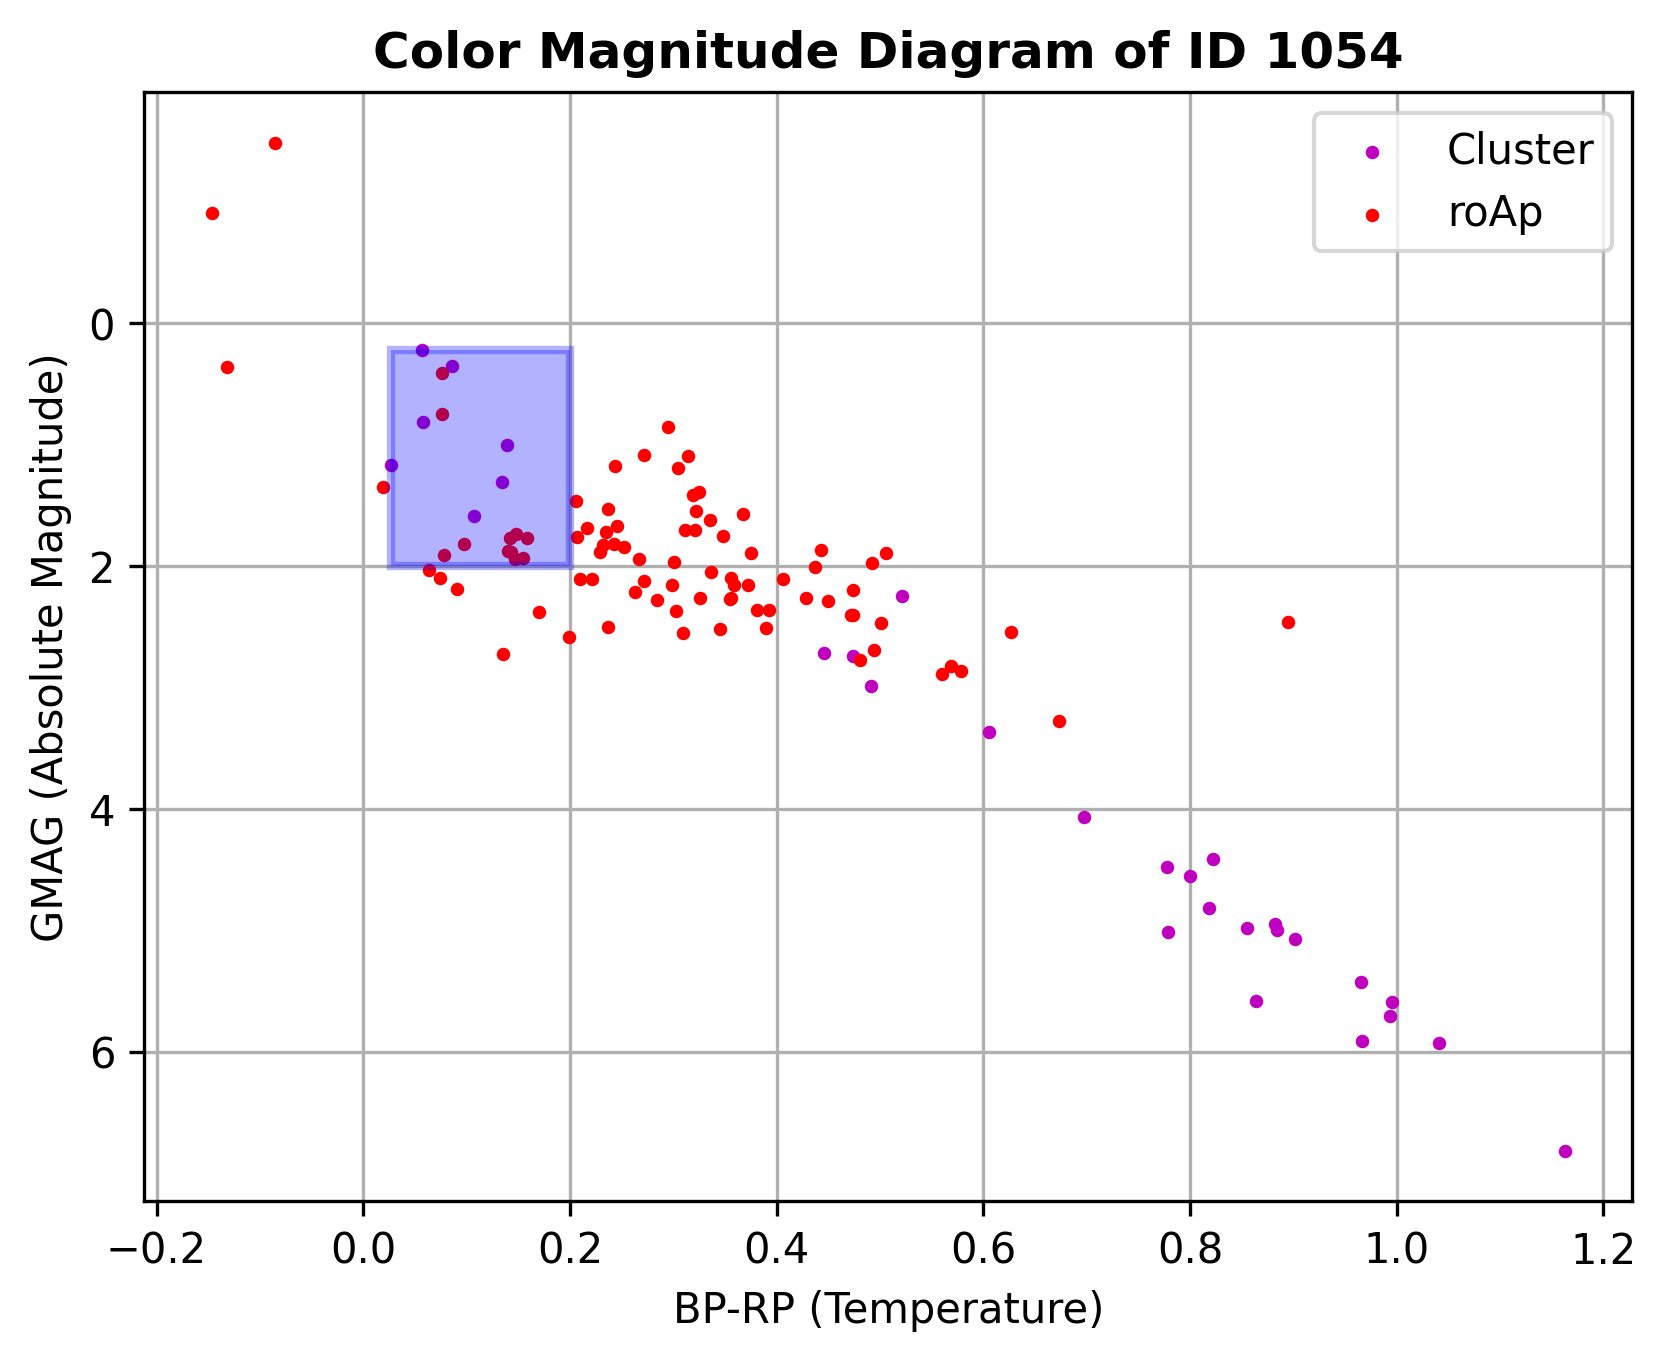 Color Magnitude Diagram of ID 1054
Cluster
roAp
GMAG (Absolute Magnitude)
0
2
4
6
−0.2 0.0 0.2 0.4 0.6 0.8 1.0 1.2
BP-RP (Temperature)